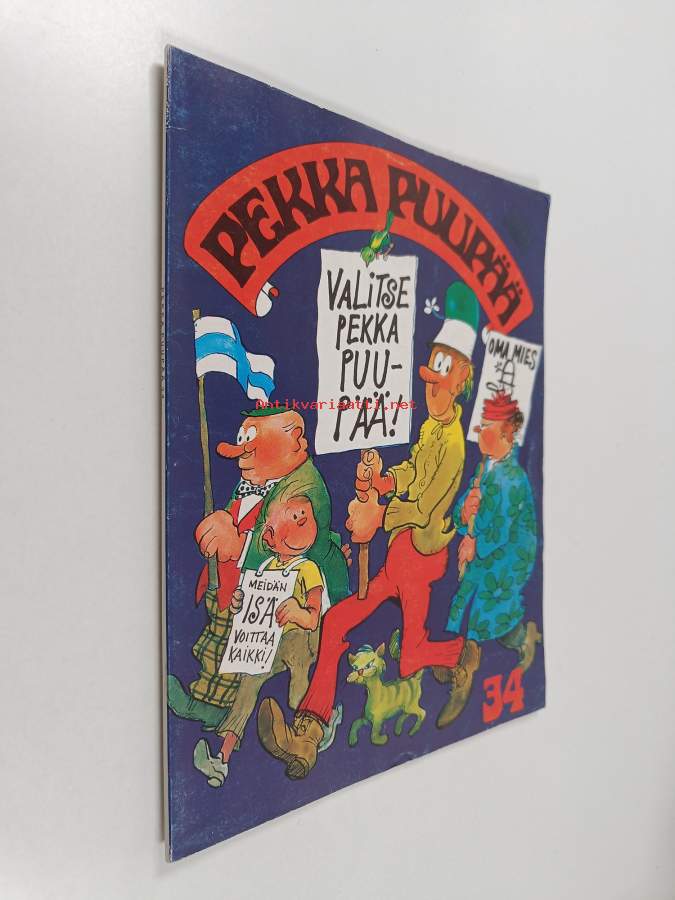 PEKKA PUUPÄÄ
VALITSE
PEKKA
PUU-
PÄÄ!
OMA MIES
Antikvariaatti.net
MEIDÄN
ISÄ
VOITTAA
KAIKKI!
34